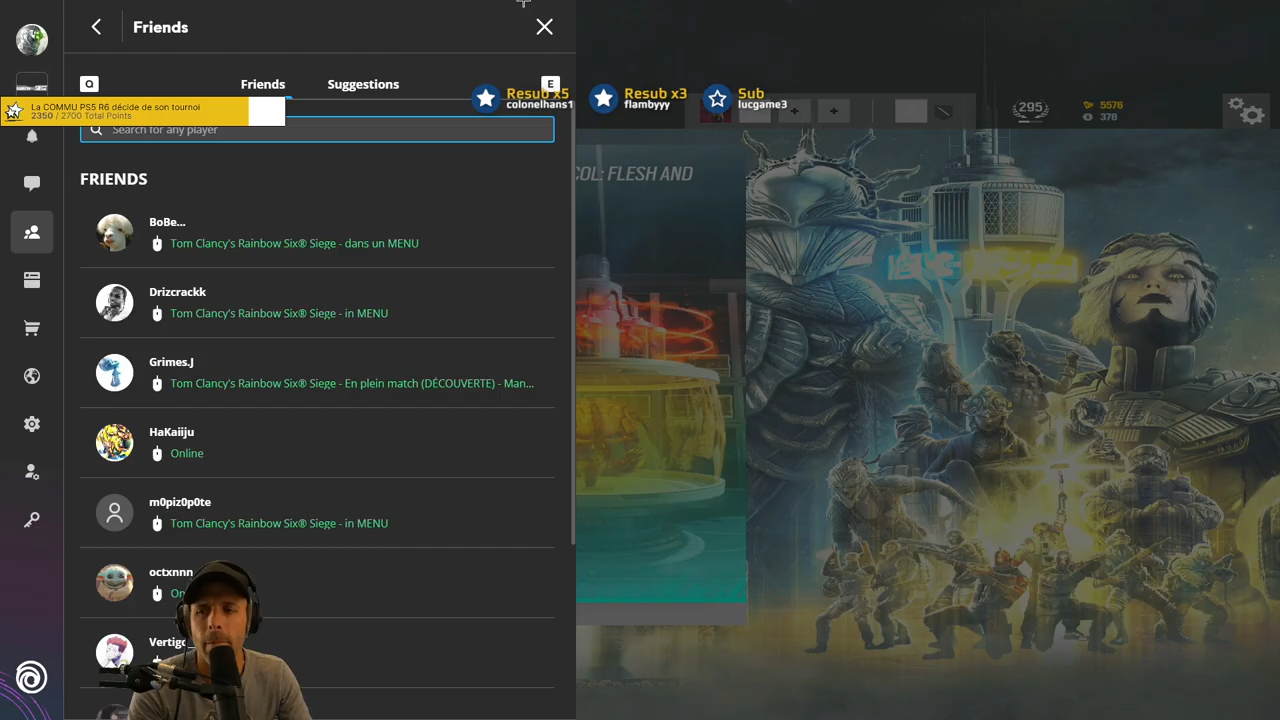 Friends
Q
Friends
Suggestions
E
La COMMU PS5 R6 décide de son tournoi
2350 / 2700 Total Points
Resub x5
colonelhans1
Resub x3
flambyyy
Sub
lucgame3
295
5576
378
Search for any player
FRIENDS
COL: FLESH AND
BoBe...
Tom Clancy's Rainbow Six® Siege - dans un MENU
Drizcrackk
Tom Clancy's Rainbow Six® Siege - in MENU
Grimes.J
Tom Clancy's Rainbow Six® Siege - En plein match (DÉCOUVERTE) - Man...
HaKaiiju
Online
m0piz0p0te
Tom Clancy's Rainbow Six® Siege - in MENU
octxnnn
On
Vertigo